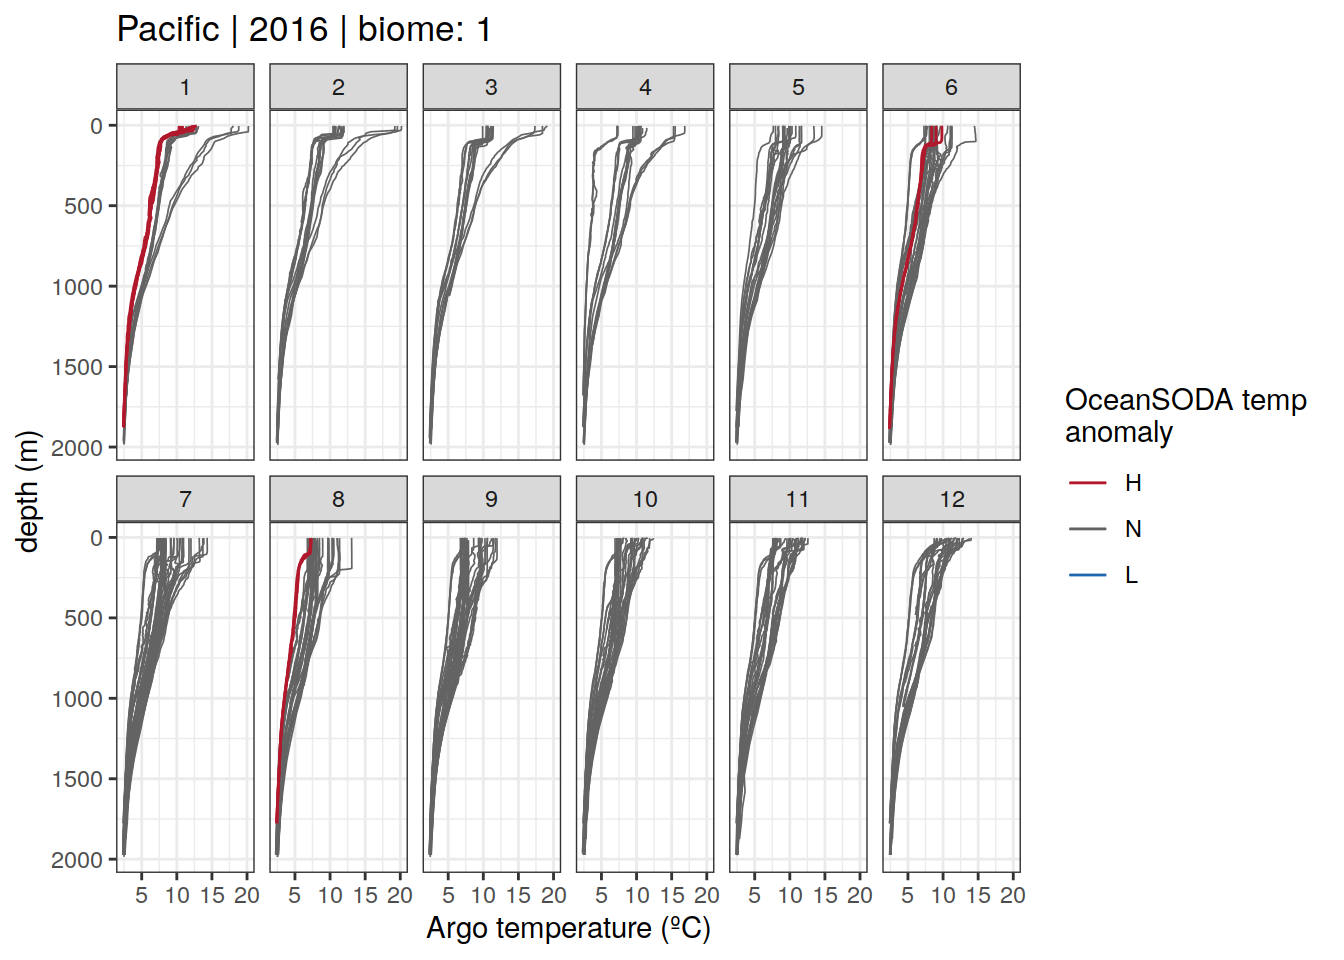 Pacific | 2016 | biome: 1
1 2 3 4 5 6
0
500
1000
1500
2000
7 8 9 10 11 12
0
500
1000
1500
2000
5 10 15 20 5 10 15 20 5 10 15 20 5 10 15 20 5 10 15 20 5 10 15 20
Argo temperature (ºC)
depth (m)
OceanSODA temp
anomaly
H
N
L